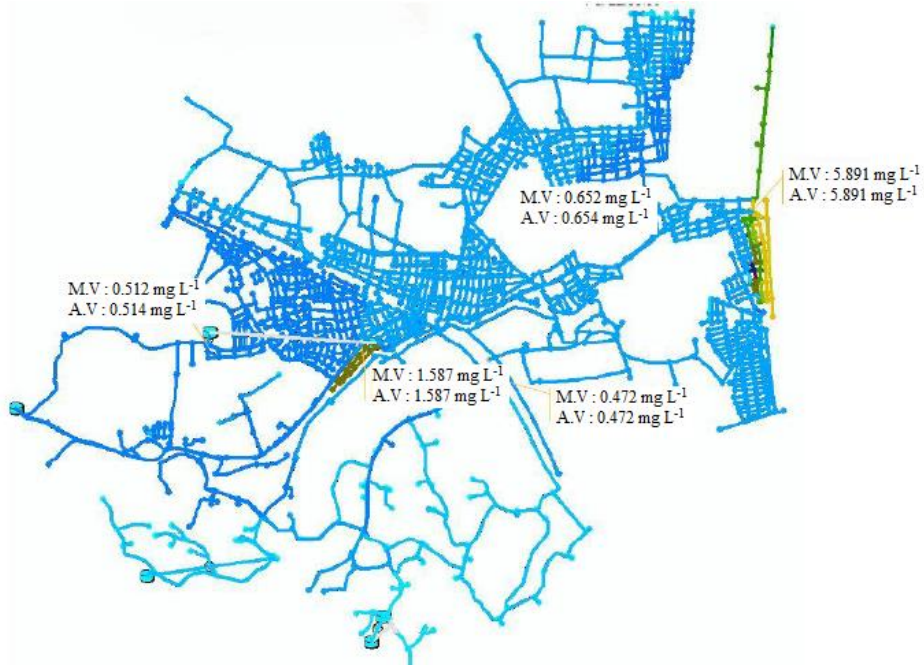 M.V : 5.891 mg L-1
A.V : 5.891 mg L-1
M.V : 0.652 mg L-1
A.V : 0.654 mg L-1
M.V : 0.512 mg L-1
A.V : 0.514 mg L-1
M.V : 1.587 mg L-1
A.V : 1.587 mg L-1
M.V : 0.472 mg L-1
A.V : 0.472 mg L-1